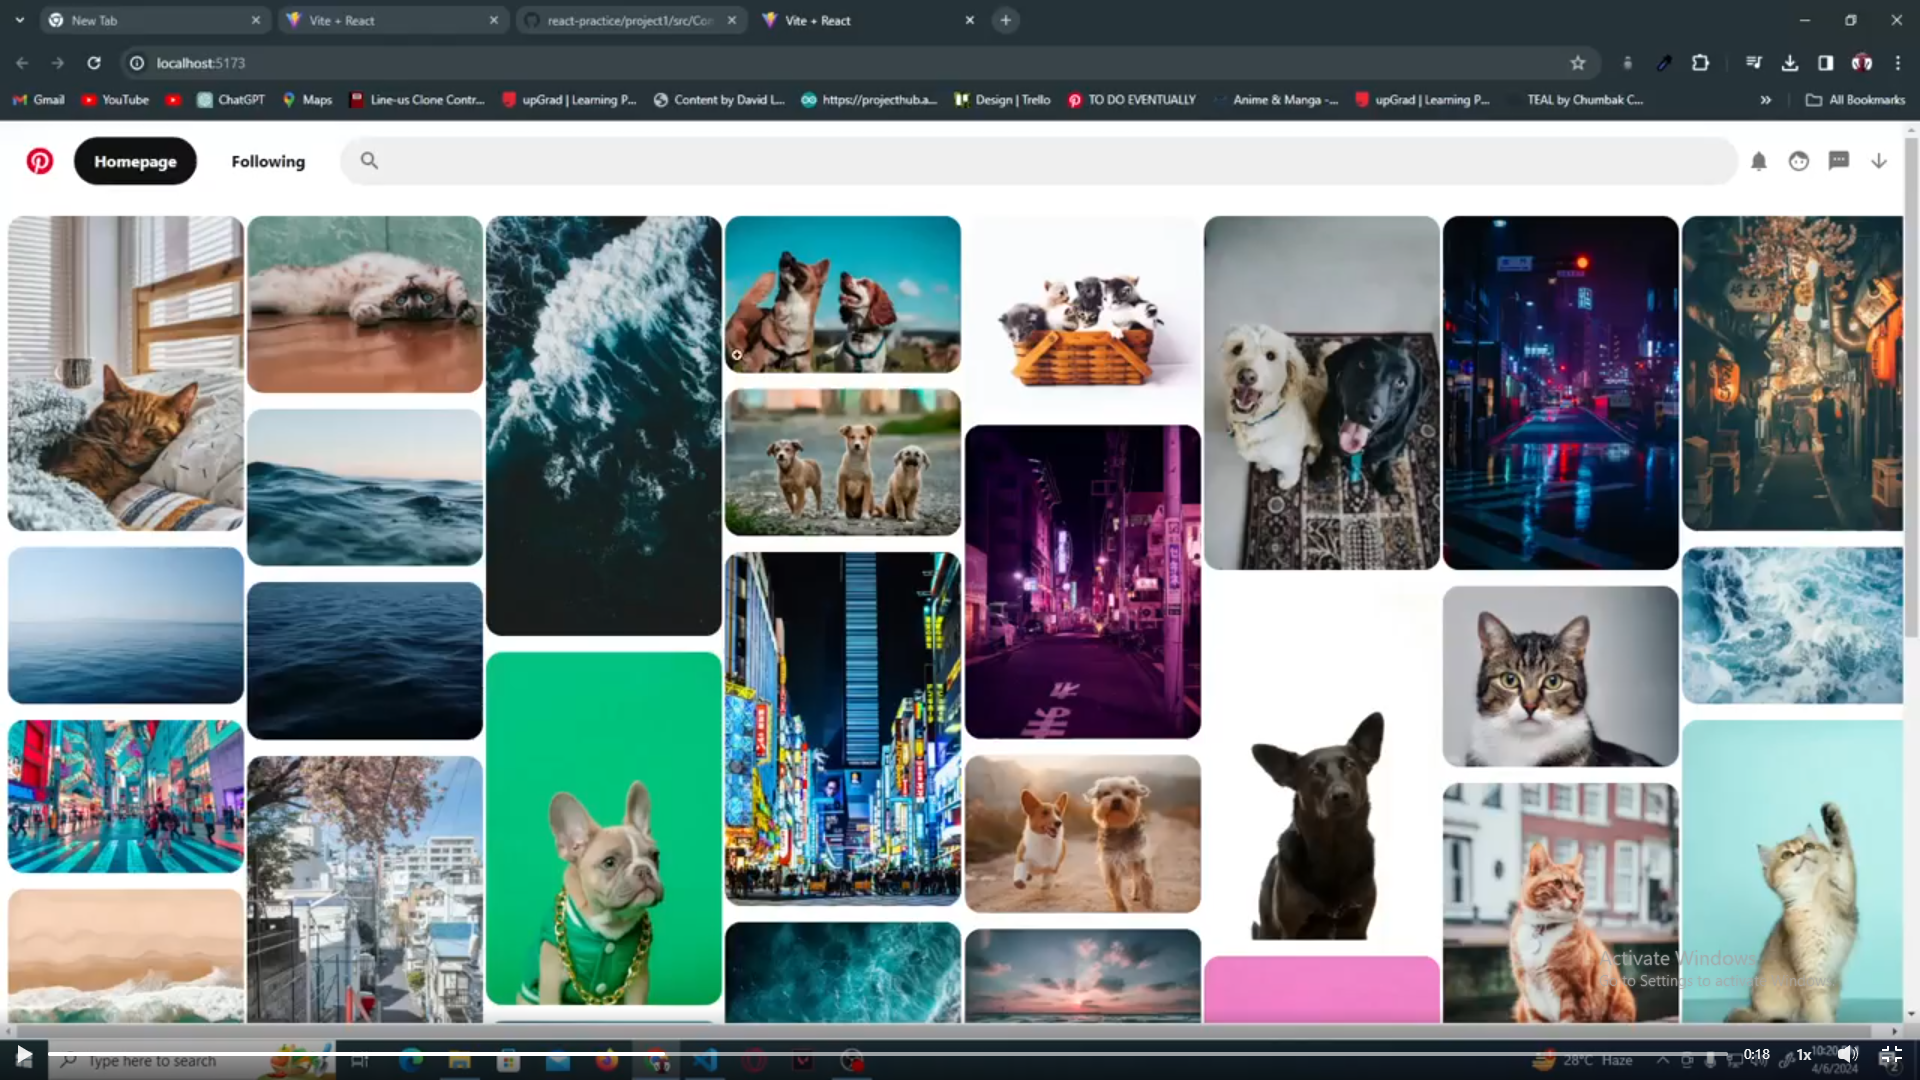 New Tab
Vite + React
react-practice/project1/src/Con
Vite + React
localhost:5173
Gmail
YouTube
ChatGPT
Maps
Line-us Clone Contr...
upGrad | Learning P...
Content by David L...
https://projecthub.a...
Design | Trello
TO DO EVENTUALLY
Anime & Manga -...
upGrad | Learning P...
TEAL by Chumbak C...
All Bookmarks
Homepage
Following
Activate Windows
Go to Settings to activate Windows.
Type here to search
28°C Haze
0:18
1x
4/6/2024
2